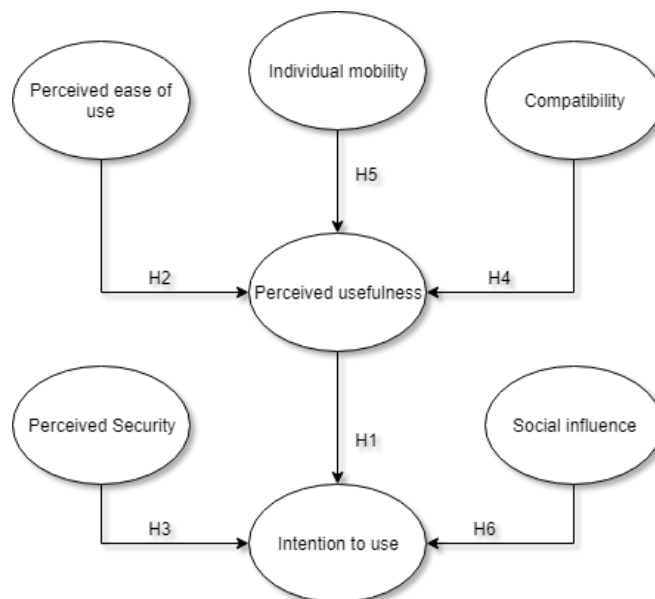 Individual mobility
Perceived ease of
use
Compatibility
H5
H2
H4
Perceived usefulness
Perceived Security
Social influence
H1
H3
H6
Intention to use